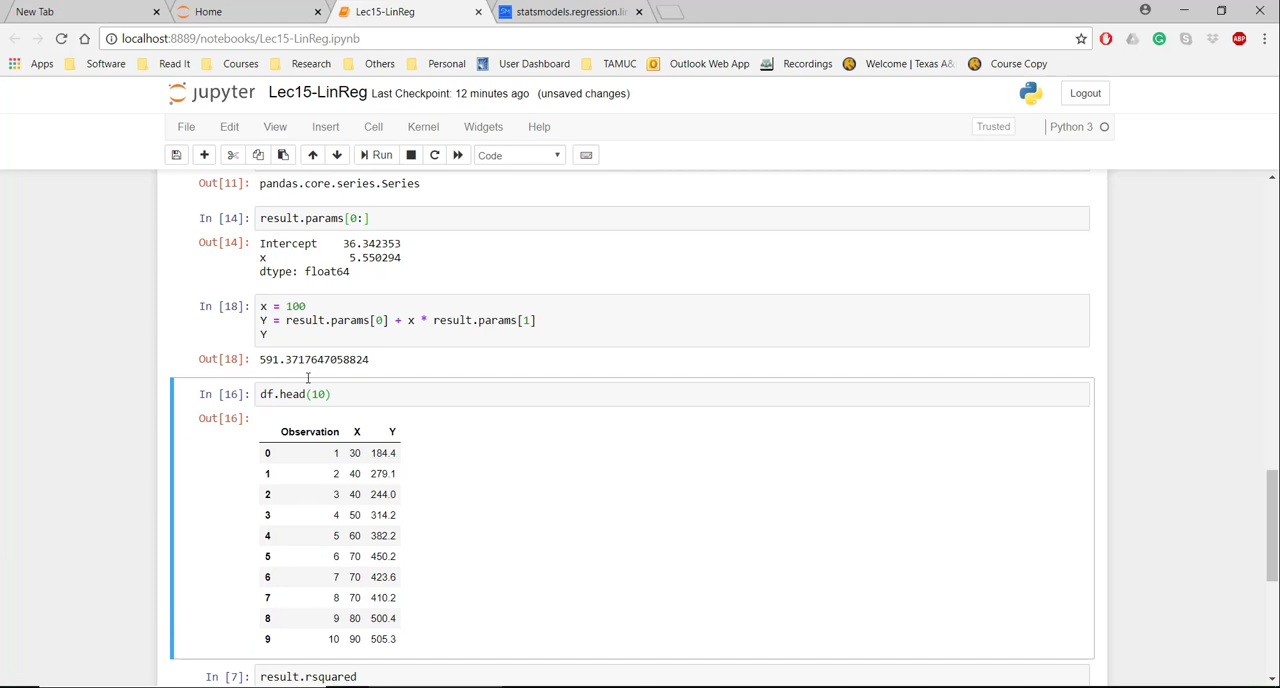 New Tab
Home
Lec15-LinReg
statsmodels.regression.lin
localhost:8889/notebooks/Lec15-LinReg.ipynb
Apps Software Read It Courses Research Others Personal User Dashboard TAMUC Outlook Web App Recordings Welcome | Texas A& Course Copy
jupyter Lec15-LinReg Last Checkpoint: 12 minutes ago (unsaved changes) Logout
File Edit View Insert Cell Kernel Widgets Help Trusted Python 3
Run Code
Out[11]: pandas.core.series.Series
In [14]: result.params[0:]
Out[14]: Intercept 36.342353
x 5.550294
dtype: float64
In [18]: x = 100
Y = result.params[0] + x * result.params[1]
Y
Out[18]: 591.3717647058824
In [16]: df.head(10)
Out[16]:
Observation X Y
0 1 30 184.4
1 2 40 279.1
2 3 40 244.0
3 4 50 314.2
4 5 60 382.2
5 6 70 450.2
6 7 70 423.6
7 8 70 410.2
8 9 80 500.4
9 10 90 505.3
In [7]: result.rsquared